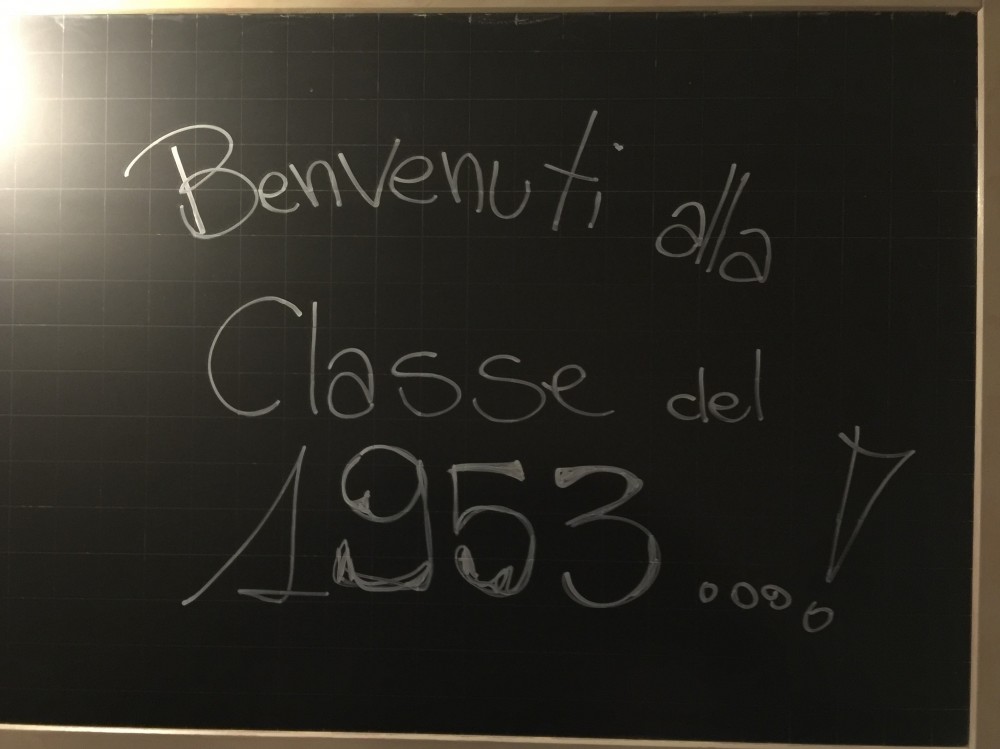 Benvenuti alla
Classe del
1953....!